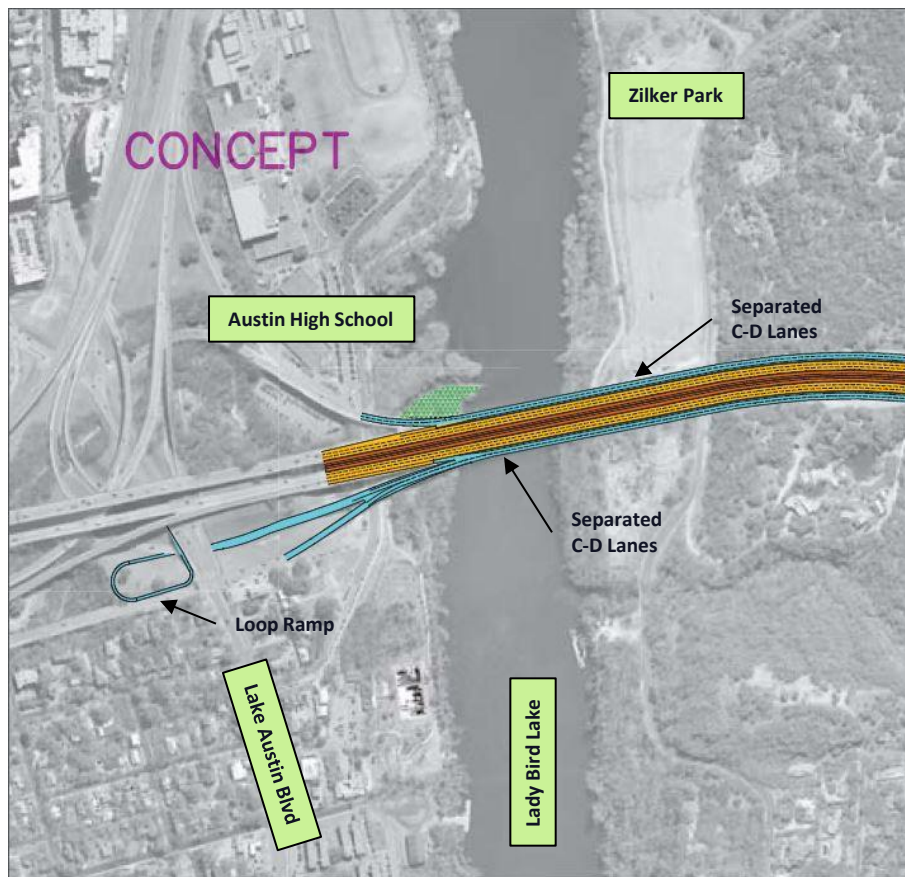 Zilker Park
CONCEPT
Austin High School
Separated
C-D Lanes
Separated
C-D Lanes
Loop Ramp
Lake Austin Blvd
Lady Bird Lake